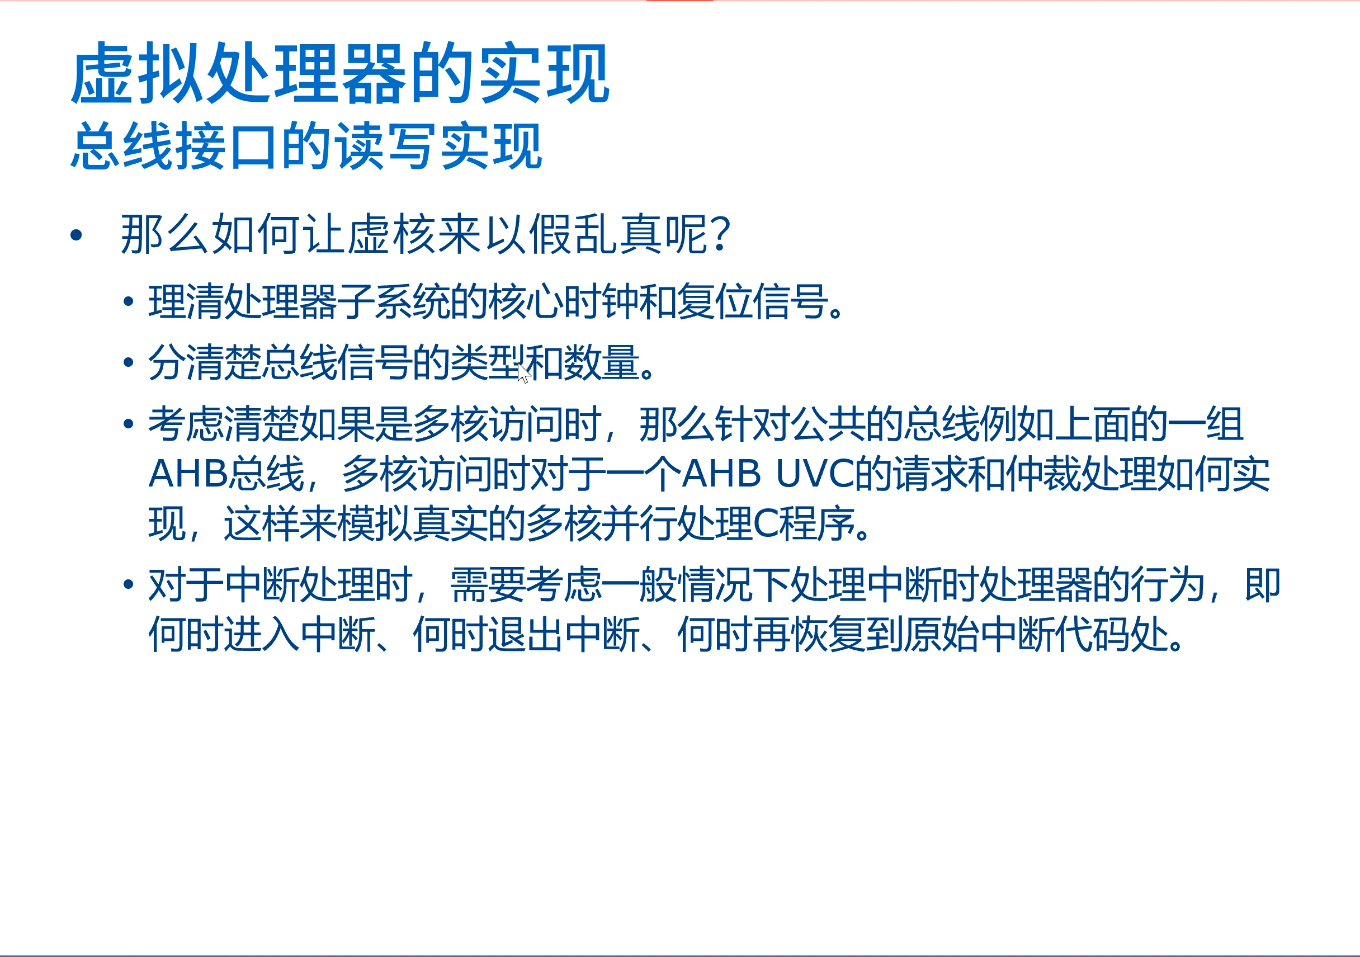 虚拟处理器的实现
总线接口的读写实现
• 那么如何让虚核来以假乱真呢？
• 理清处理器子系统的核心时钟和复位信号。
• 分清楚总线信号的类型和数量。
• 考虑清楚如果是多核访问时，那么针对公共的总线例如上面的一组
AHB总线，多核访问时对于一个AHB UVC的请求和仲裁处理如何实
现，这样来模拟真实的多核并行处理C程序。
• 对于中断处理时，需要考虑一般情况下处理中断时处理器的行为，即
何时进入中断、何时退出中断、何时再恢复到原始中断代码处。